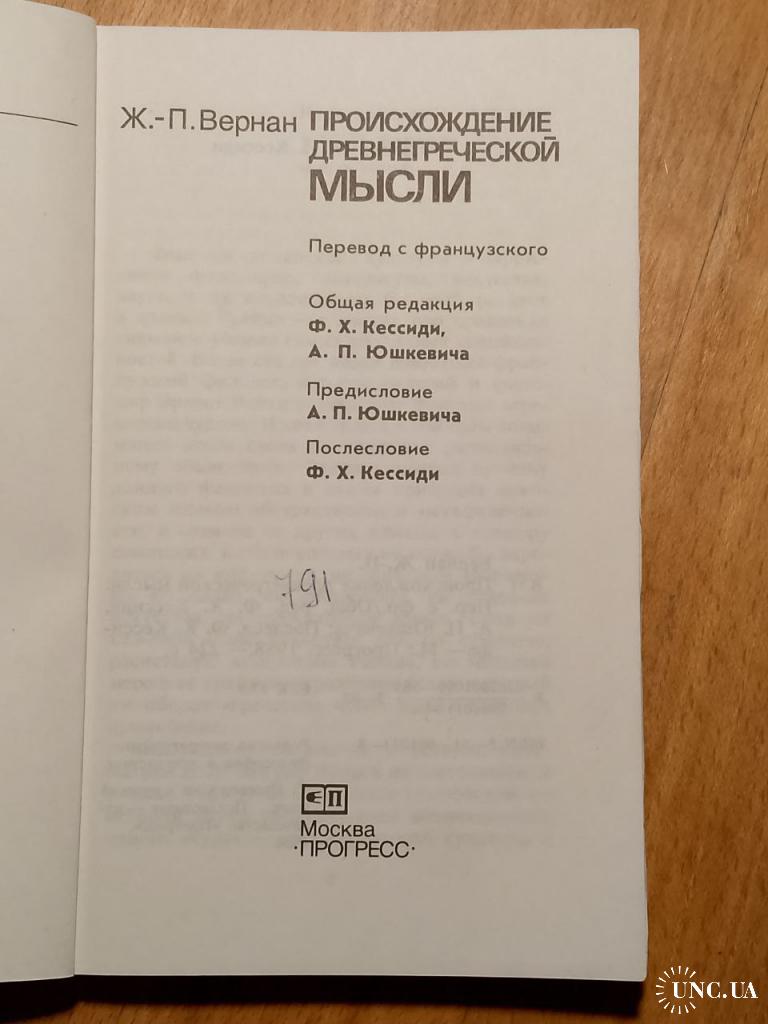 Ж.-П. Вернан ПРОИСХОЖДЕНИЕ
ДРЕВНЕГРЕЧЕСКОЙ
МЫСЛИ
Перевод с французского
Общая редакция
Ф. Х. Кессиди,
А. П. Юшкевича
Предисловие
А. П. Юшкевича
Послесловие
Ф. Х. Кессиди
791
Москва
·ПРОГРЕСС·
UNC.UA